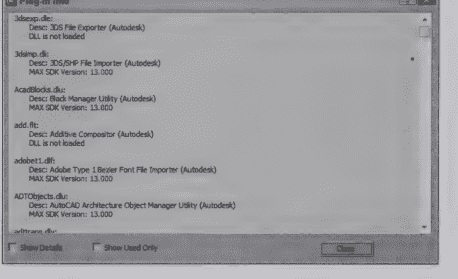 Plug-in Info
3dsexp.dle:
Desc: 3DS File Exporter (Autodesk)
DLL is not loaded
3dsimp.dli:
Desc: 3DS/SHP File Importer (Autodesk)
MAX SDK Version: 13.000
AcadBlocks.dlu:
Desc: Block Manager Utility (Autodesk)
MAX SDK Version: 13.000
add.flt:
Desc: Additive Compositor (Autodesk)
DLL is not loaded
adobet1.dlf:
Desc: Adobe Type 1 Bezier Font File Importer (Autodesk)
MAX SDK Version: 13.000
ADTObjects.dlu:
Desc: AutoCAD Architecture Object Manager Utility (Autodesk)
MAX SDK Version: 13.000
Show Details
Show Used Only
Close